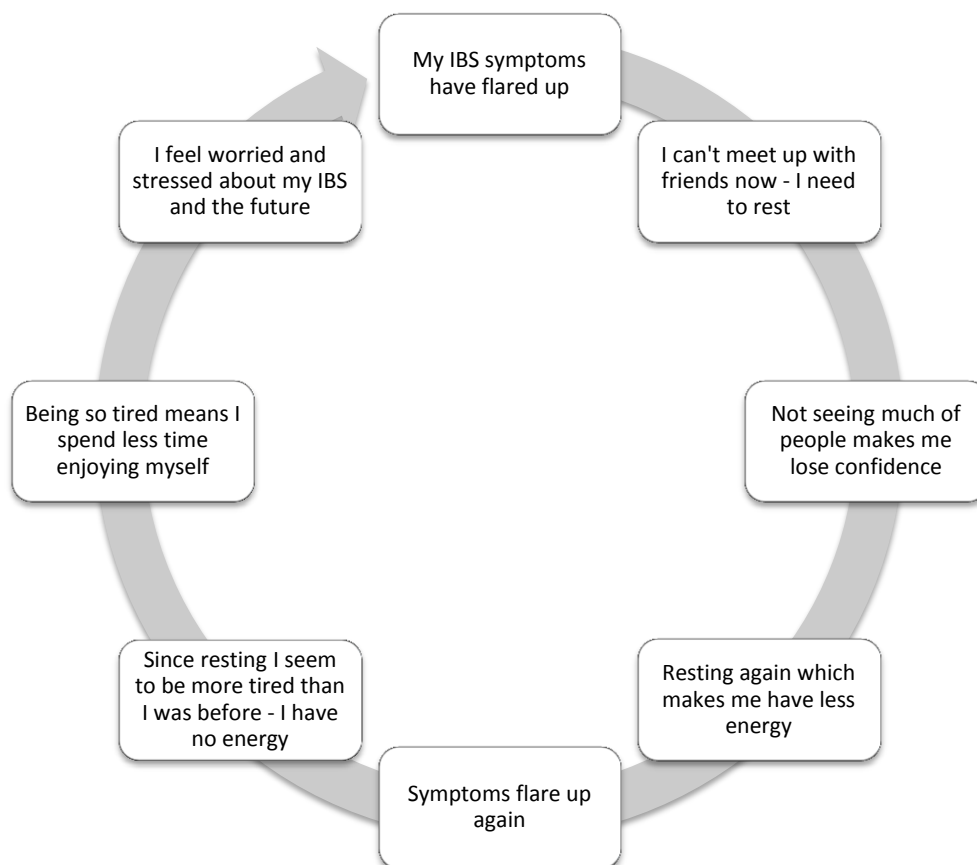 My IBS symptoms
have flared up
I can't meet up with
friends now - I need
to rest
Not seeing much of
people makes me
lose confidence
Resting again which
makes me have less
energy
Symptoms flare up
again
Since resting I seem
to be more tired than
I was before - I have
no energy
Being so tired means I
spend less time
enjoying myself
I feel worried and
stressed about my IBS
and the future